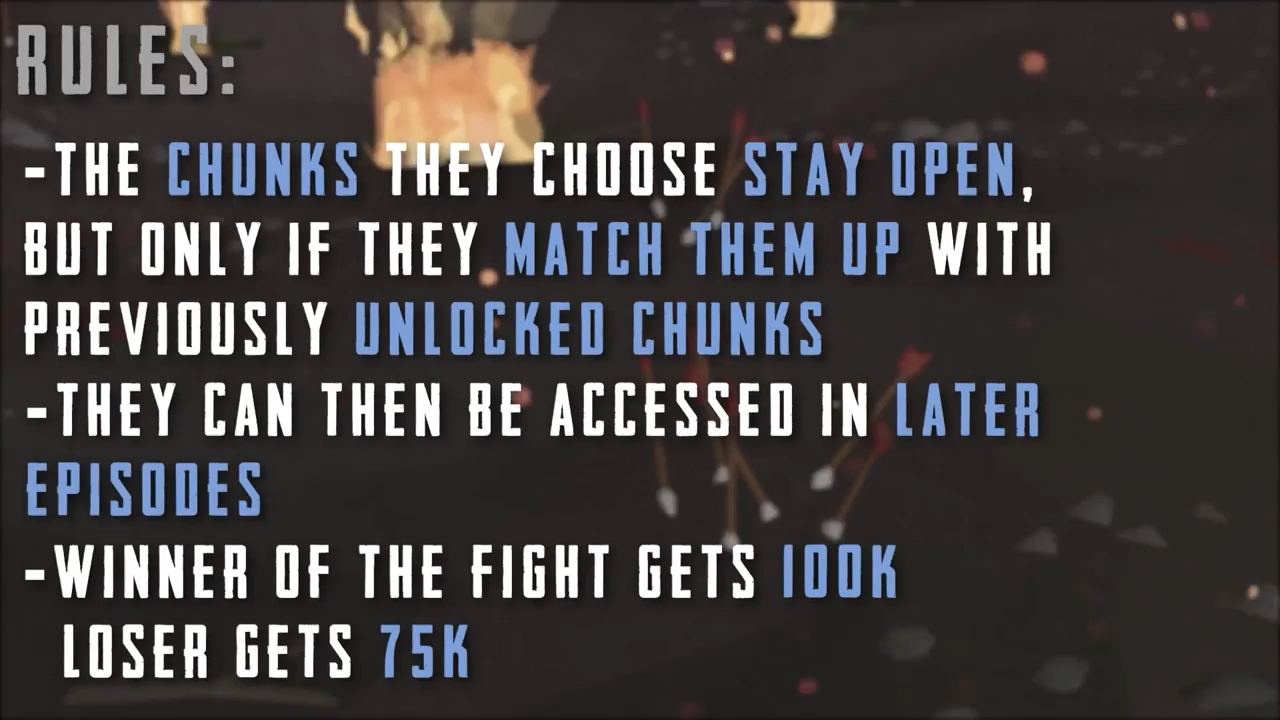 RULES:
-THE CHUNKS THEY CHOOSE STAY OPEN,
BUT ONLY IF THEY MATCH THEM UP WITH
PREVIOUSLY UNLOCKED CHUNKS
-THEY CAN THEN BE ACCESSED IN LATER
EPISODES
-WINNER OF THE FIGHT GETS 100K
LOSER GETS 75K